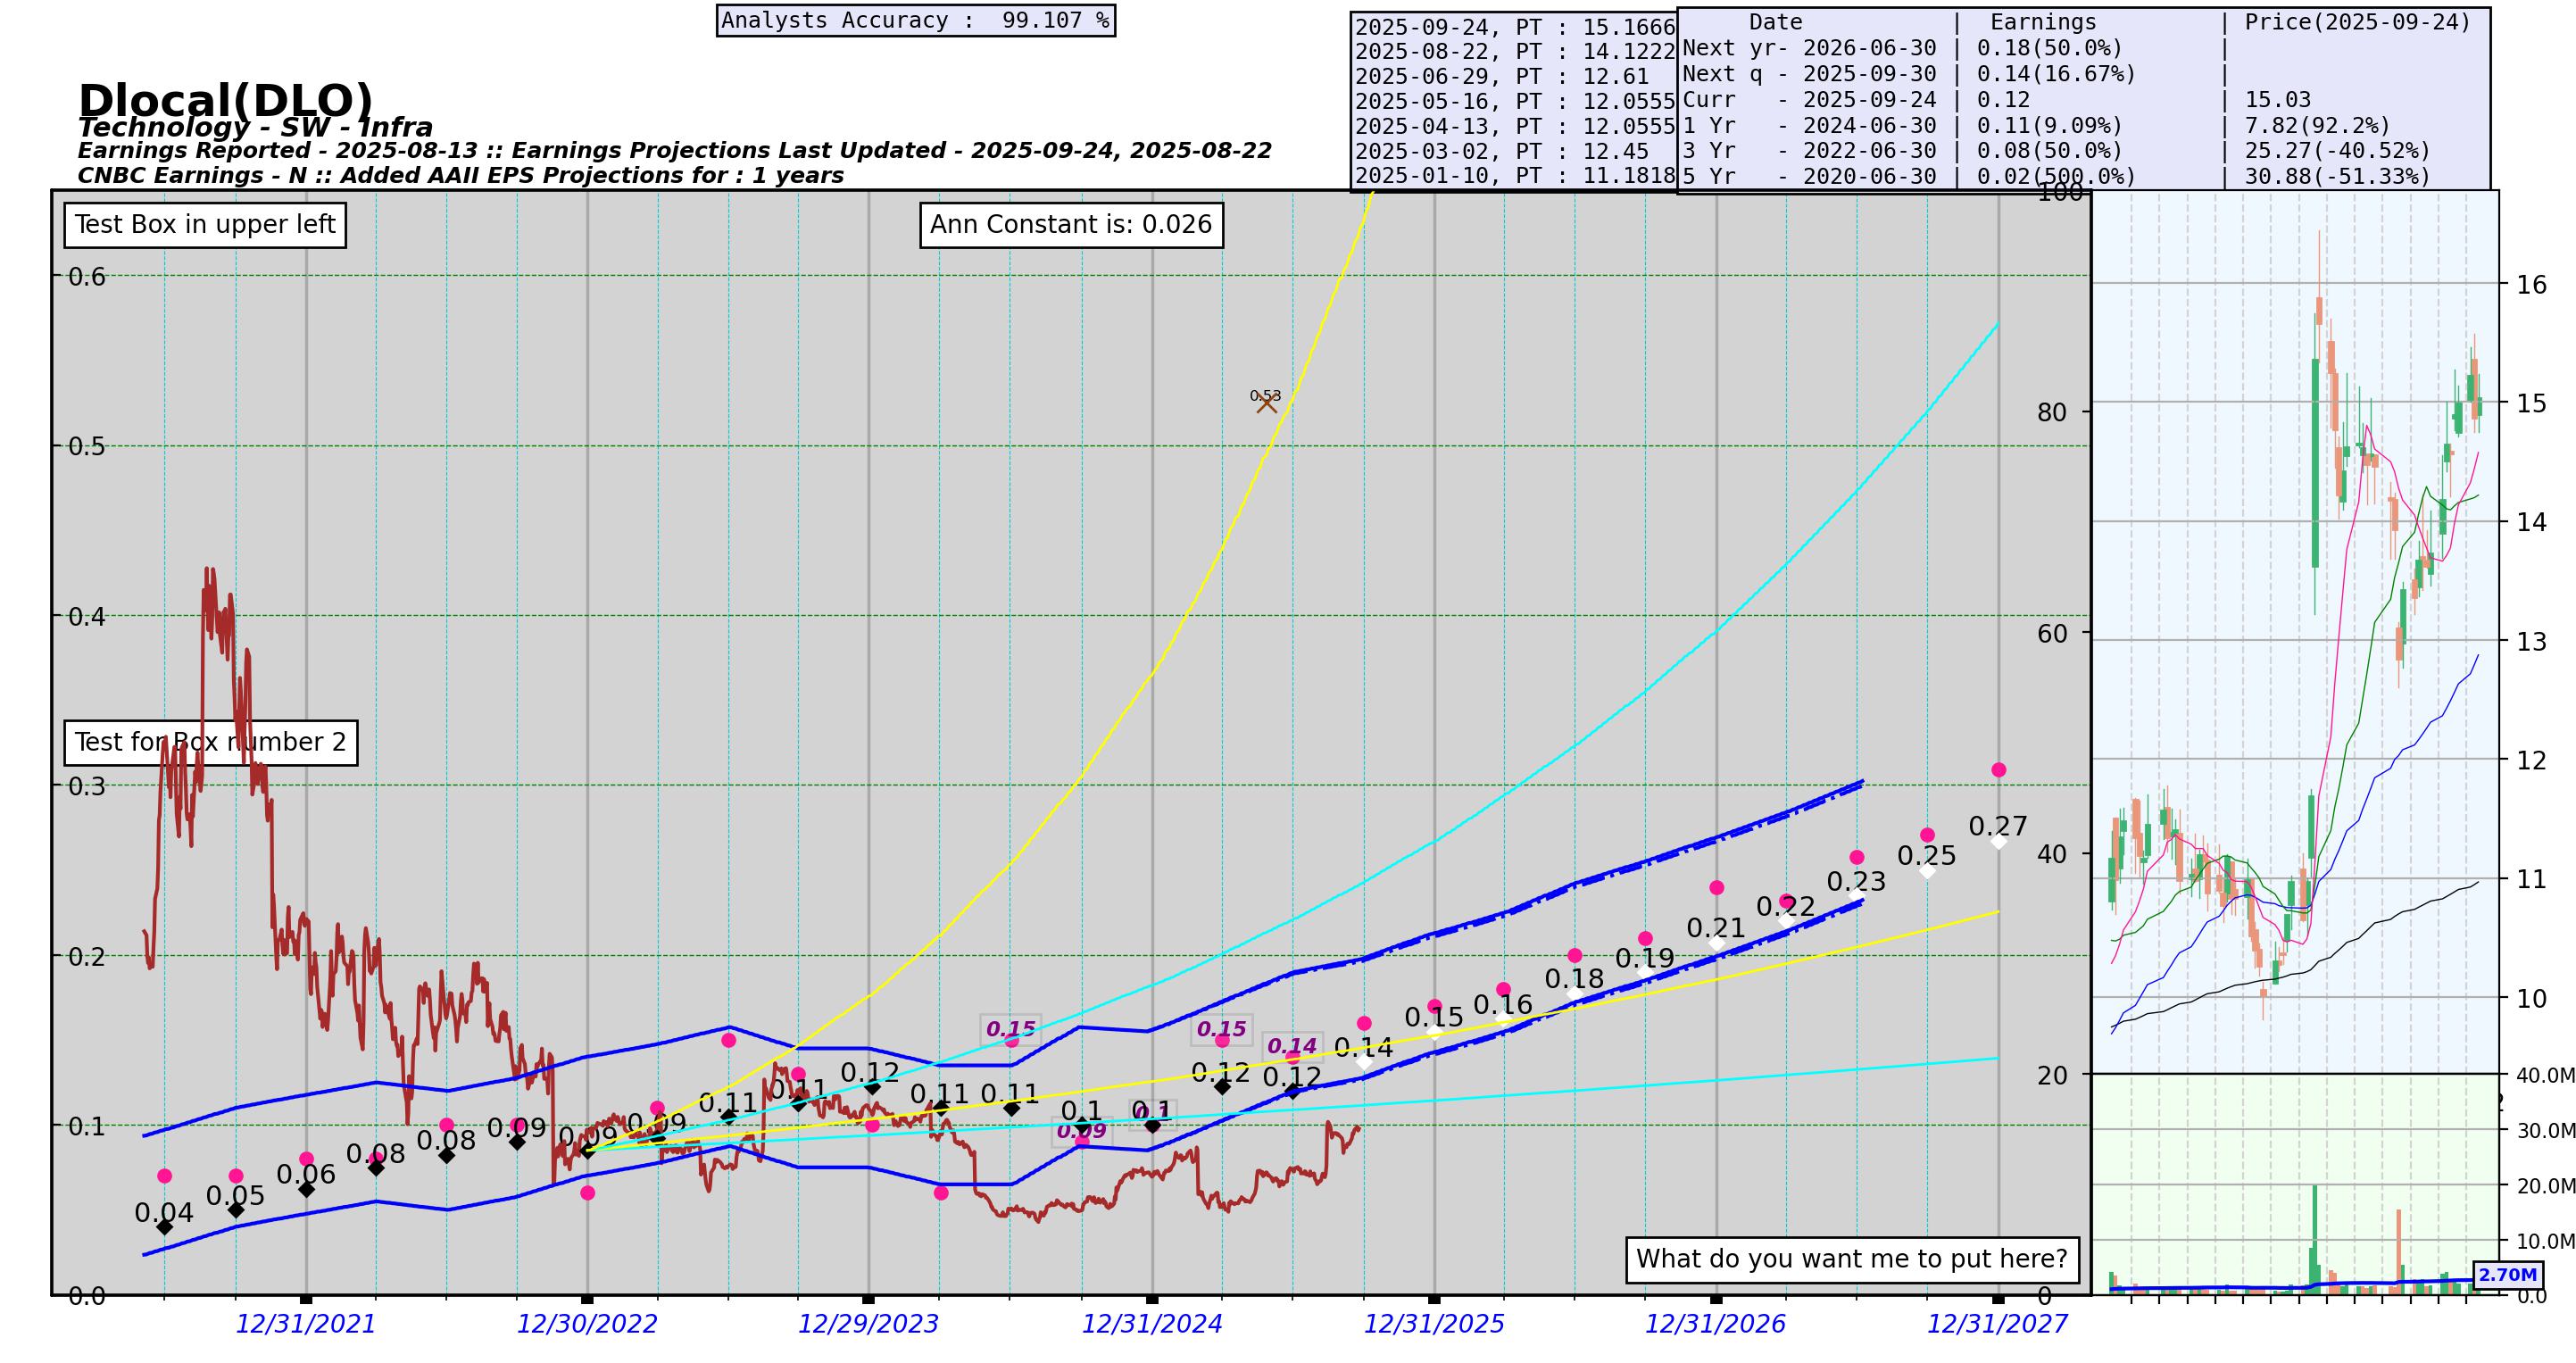 Analysts Accuracy :  99.107 %
2025-09-24, PT : 15.1666
2025-08-22, PT : 14.1222
2025-06-29, PT : 12.61
2025-05-16, PT : 12.0555
2025-04-13, PT : 12.0555
2025-03-02, PT : 12.45
2025-01-10, PT : 11.1818
Date | Earnings | Price(2025-09-24)
Next yr- 2026-06-30 | 0.18(50.0%) |
Next q - 2025-09-30 | 0.14(16.67%) |
Curr - 2025-09-24 | 0.12 | 15.03
1 Yr - 2024-06-30 | 0.11(9.09%) | 7.82(92.2%)
3 Yr - 2022-06-30 | 0.08(50.0%) | 25.27(-40.52%)
5 Yr - 2020-06-30 | 0.02(500.0%) | 30.88(-51.33%)
Dlocal(DLO)
Technology - SW - Infra
Earnings Reported - 2025-08-13 :: Earnings Projections Last Updated - 2025-09-24, 2025-08-22
CNBC Earnings - N :: Added AAII EPS Projections for : 1 years
Test Box in upper left
Ann Constant is: 0.026
Test for Box number 2
What do you want me to put here?
0.6
0.5
0.4
0.3
0.2
0.1
0.0
0.53
0.04
0.05
0.06
0.08
0.08
0.09
0.09
0.09
0.11
0.11
0.12
0.11
0.11
0.1
0.1
0.12
0.12
0.14
0.15
0.16
0.18
0.19
0.21
0.22
0.23
0.25
0.27
0.15
0.09
0.1
0.15
0.14
100
80
60
40
20
0
16
15
14
13
12
11
10
40.0M
30.0M
20.0M
10.0M
0.0
2.70M
12/31/2021
12/30/2022
12/29/2023
12/31/2024
12/31/2025
12/31/2026
12/31/2027